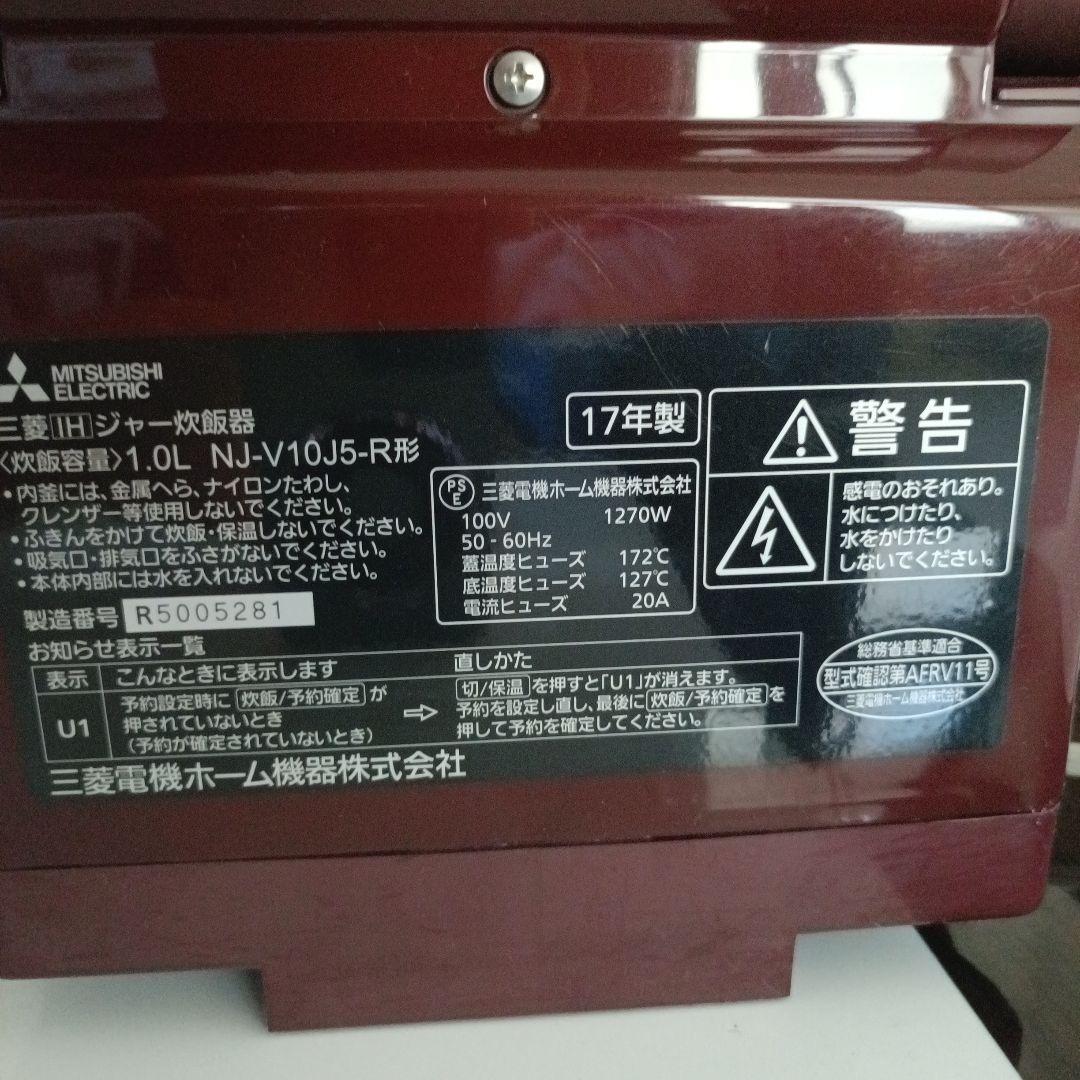 MITSUBISHI
ELECTRIC
三菱IHジャー炊飯器
〈炊飯容量〉1.0L NJ-V10J5-R形
・内釜には、金属へら、ナイロンたわし、
クレンザー等使用しないでください。
・ふきんをかけて炊飯・保温しないでください。
・吸気口・排気口をふさがないでください。
・本体内部には水を入れないでください。
製造番号 R5005281
17年製
PSE 三菱電機ホーム機器株式会社
100V 1270W
50-60Hz
蓋温度ヒューズ 172℃
底温度ヒューズ 127℃
電流ヒューズ 20A
警告
感電のおそれあり。
水につけたり、
水をかけたり
しないでください。
お知らせ表示一覧
表示 こんなときに表示します 直しかた
U1
予約設定時に 炊飯/予約確定 が
押されていないとき
(予約が確定されていないとき)
⇨
切/保温 を押すと「U1」が消えます。
予約を設定し直し、最後に 炊飯/予約確定 を
押して予約を確定してください。
総務省基準適合
型式確認第AFRV11号
三菱電機ホーム機器株式会社
三菱電機ホーム機器株式会社